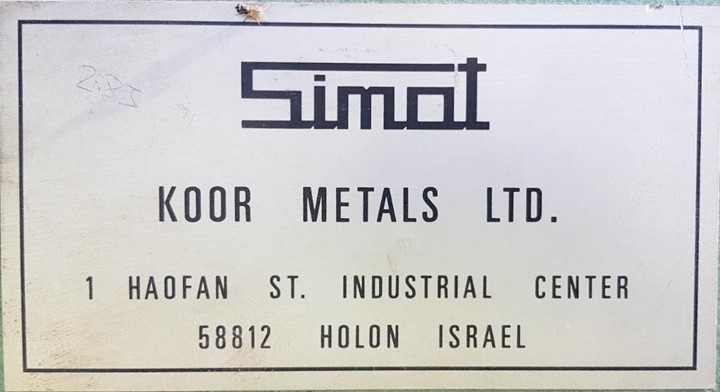 Simat
KOOR METALS LTD.
1 HAOFAN ST. INDUSTRIAL CENTER
58812 HOLON ISRAEL